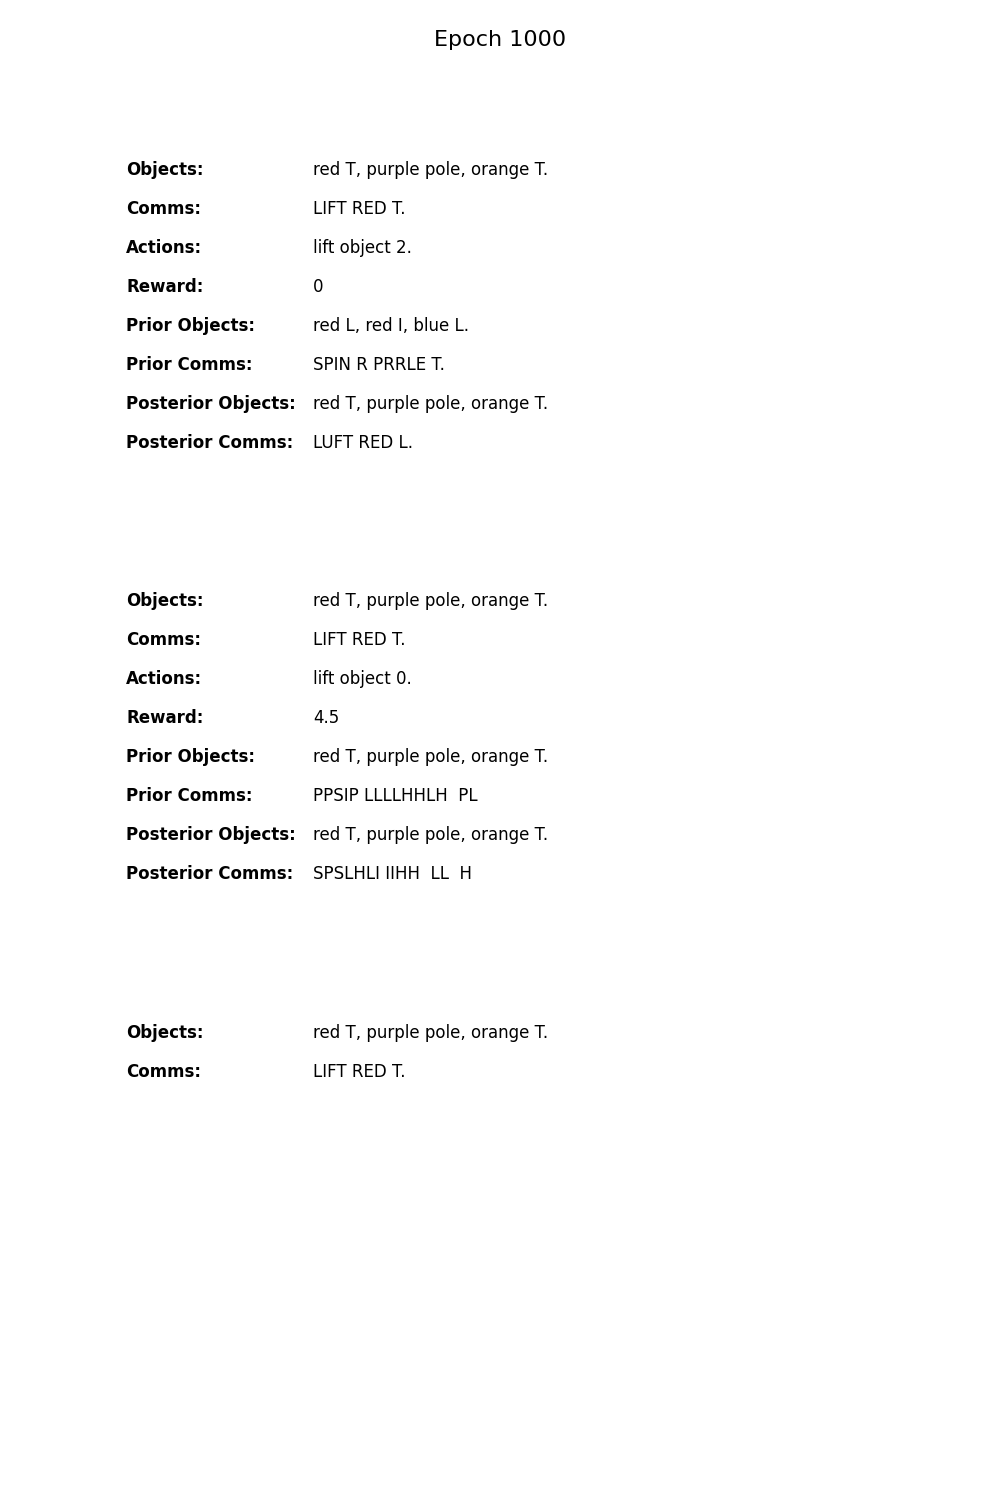 Epoch 1000
Objects: red T, purple pole, orange T.
Comms: LIFT RED T.
Actions: lift object 2.
Reward: 0
Prior Objects: red L, red I, blue L.
Prior Comms: SPIN R PRRLE T.
Posterior Objects: red T, purple pole, orange T.
Posterior Comms: LUFT RED L.
Objects: red T, purple pole, orange T.
Comms: LIFT RED T.
Actions: lift object 0.
Reward: 4.5
Prior Objects: red T, purple pole, orange T.
Prior Comms: PPSIP LLLLHHLH  PL
Posterior Objects: red T, purple pole, orange T.
Posterior Comms: SPSLHLI IIHH  LL  H
Objects: red T, purple pole, orange T.
Comms: LIFT RED T.